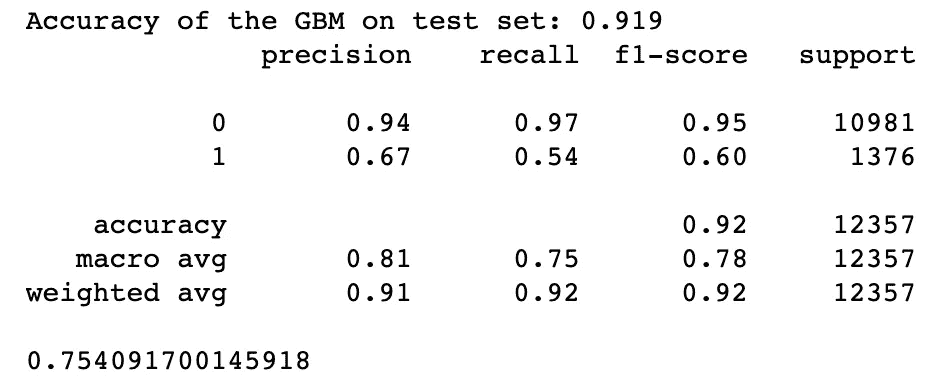 Accuracy of the GBM on test set: 0.919
precision recall f1-score support
0 0.94 0.97 0.95 10981
1 0.67 0.54 0.60 1376
accuracy 0.92 12357
macro avg 0.81 0.75 0.78 12357
weighted avg 0.91 0.92 0.92 12357
0.754091700145918